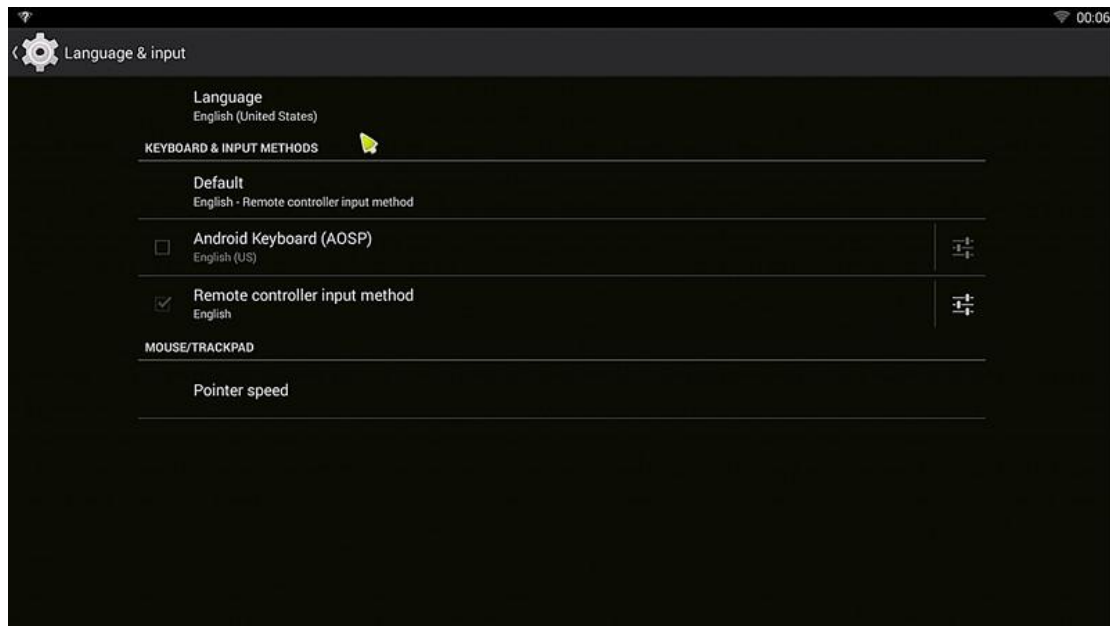 00:06
Language & input
Language
English (United States)
KEYBOARD & INPUT METHODS
Default
English - Remote controller input method
Android Keyboard (AOSP)
English (US)
Remote controller input method
English
MOUSE/TRACKPAD
Pointer speed